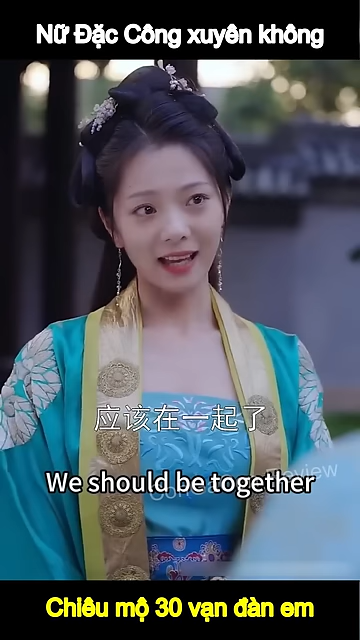 Nữ Đặc Công xuyên không
应该在一起了
We should be together
Review
Chiêu mộ 30 vạn đàn em